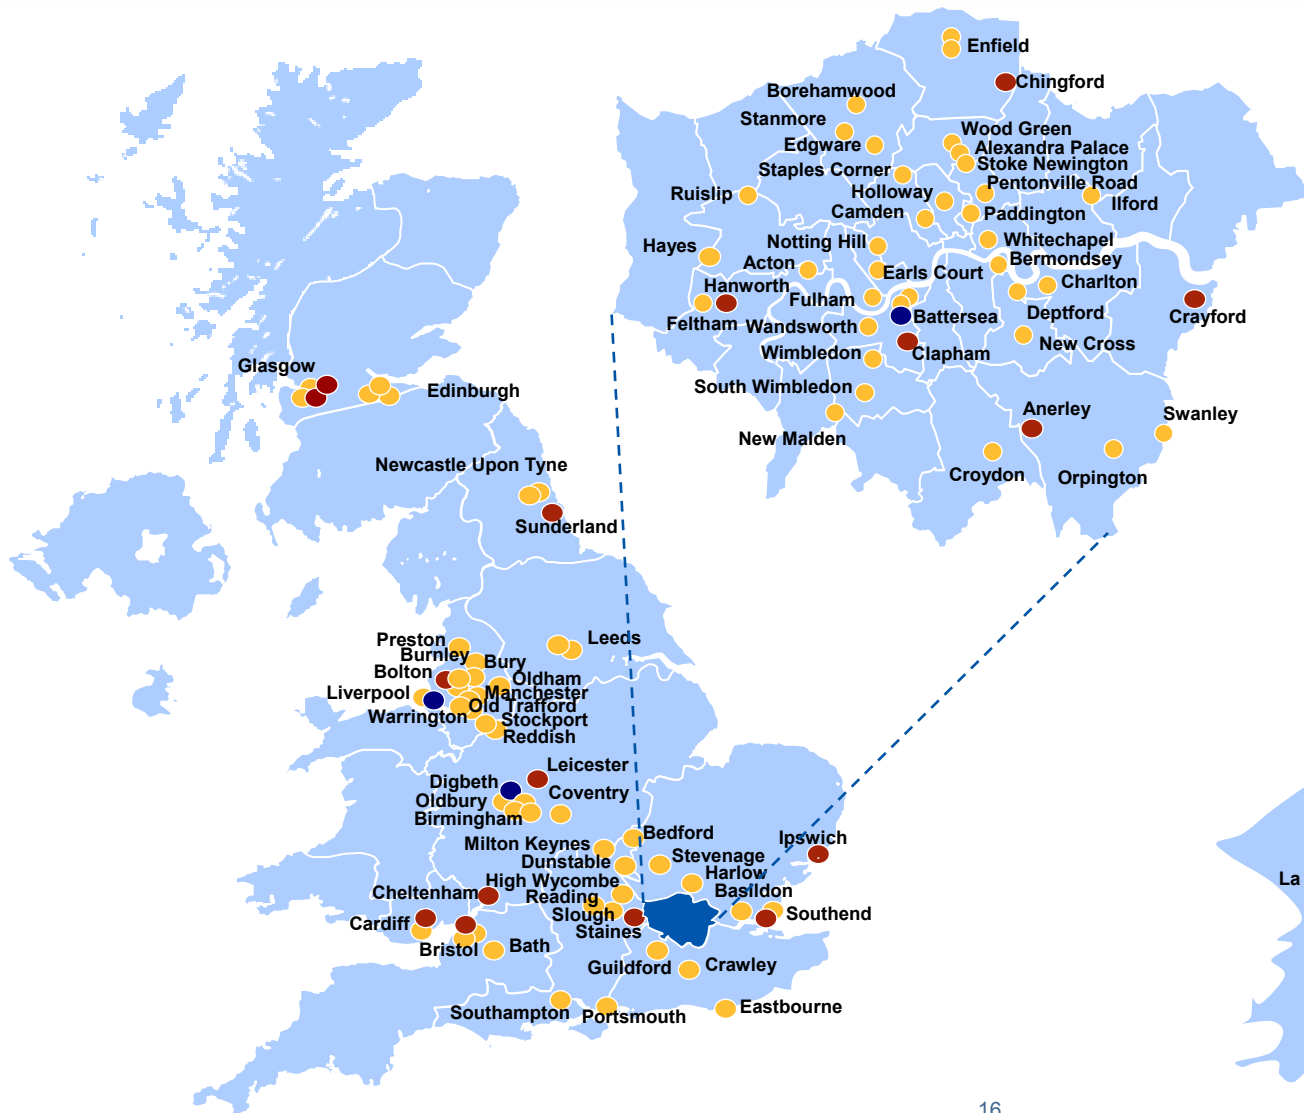 Enfield
Chingford
Borehamwood
Stanmore
Wood Green
Edgware
Alexandra Palace
Stoke Newington
Staples Corner
Pentonville Road
Ruislip
Holloway
Ilford
Camden
Paddington
Hayes
Notting Hill
Whitechapel
Acton
Earls Court
Bermondsey
Hanworth
Charlton
Fulham
Deptford
Feltham
Wandsworth
Battersea
Crayford
New Cross
Wimbledon
Clapham
Glasgow
South Wimbledon
Edinburgh
Anerley
Swanley
New Malden
Croydon
Orpington
Newcastle Upon Tyne
Sunderland
Preston
Leeds
Burnley
Bury
Bolton
Oldham
Liverpool
Manchester
Warrington
Old Trafford
Stockport
Reddish
Leicester
Digbeth
Coventry
Oldbury
Birmingham
Bedford
Ipswich
Milton Keynes
Stevenage
Dunstable
Harlow
High Wycombe
Cheltenham
Basildon
Reading
Slough
Southend
Cardiff
Staines
Bristol
Bath
Guildford
Crawley
Southampton
Portsmouth
Eastbourne
La
16